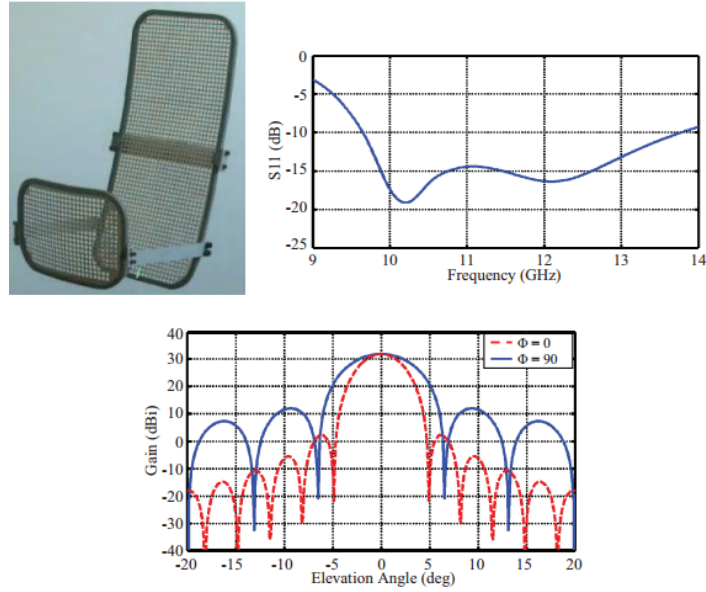 0
-5
-10
-15
-20
-25
S11 (dB)
9 10 11 12 13 14
Frequency (GHz)
40
30
20
10
0
-10
-20
-30
-40
Gain (dBi)
Φ = 0
Φ = 90
-20 -15 -10 -5 0 5 10 15 20
Elevation Angle (deg)